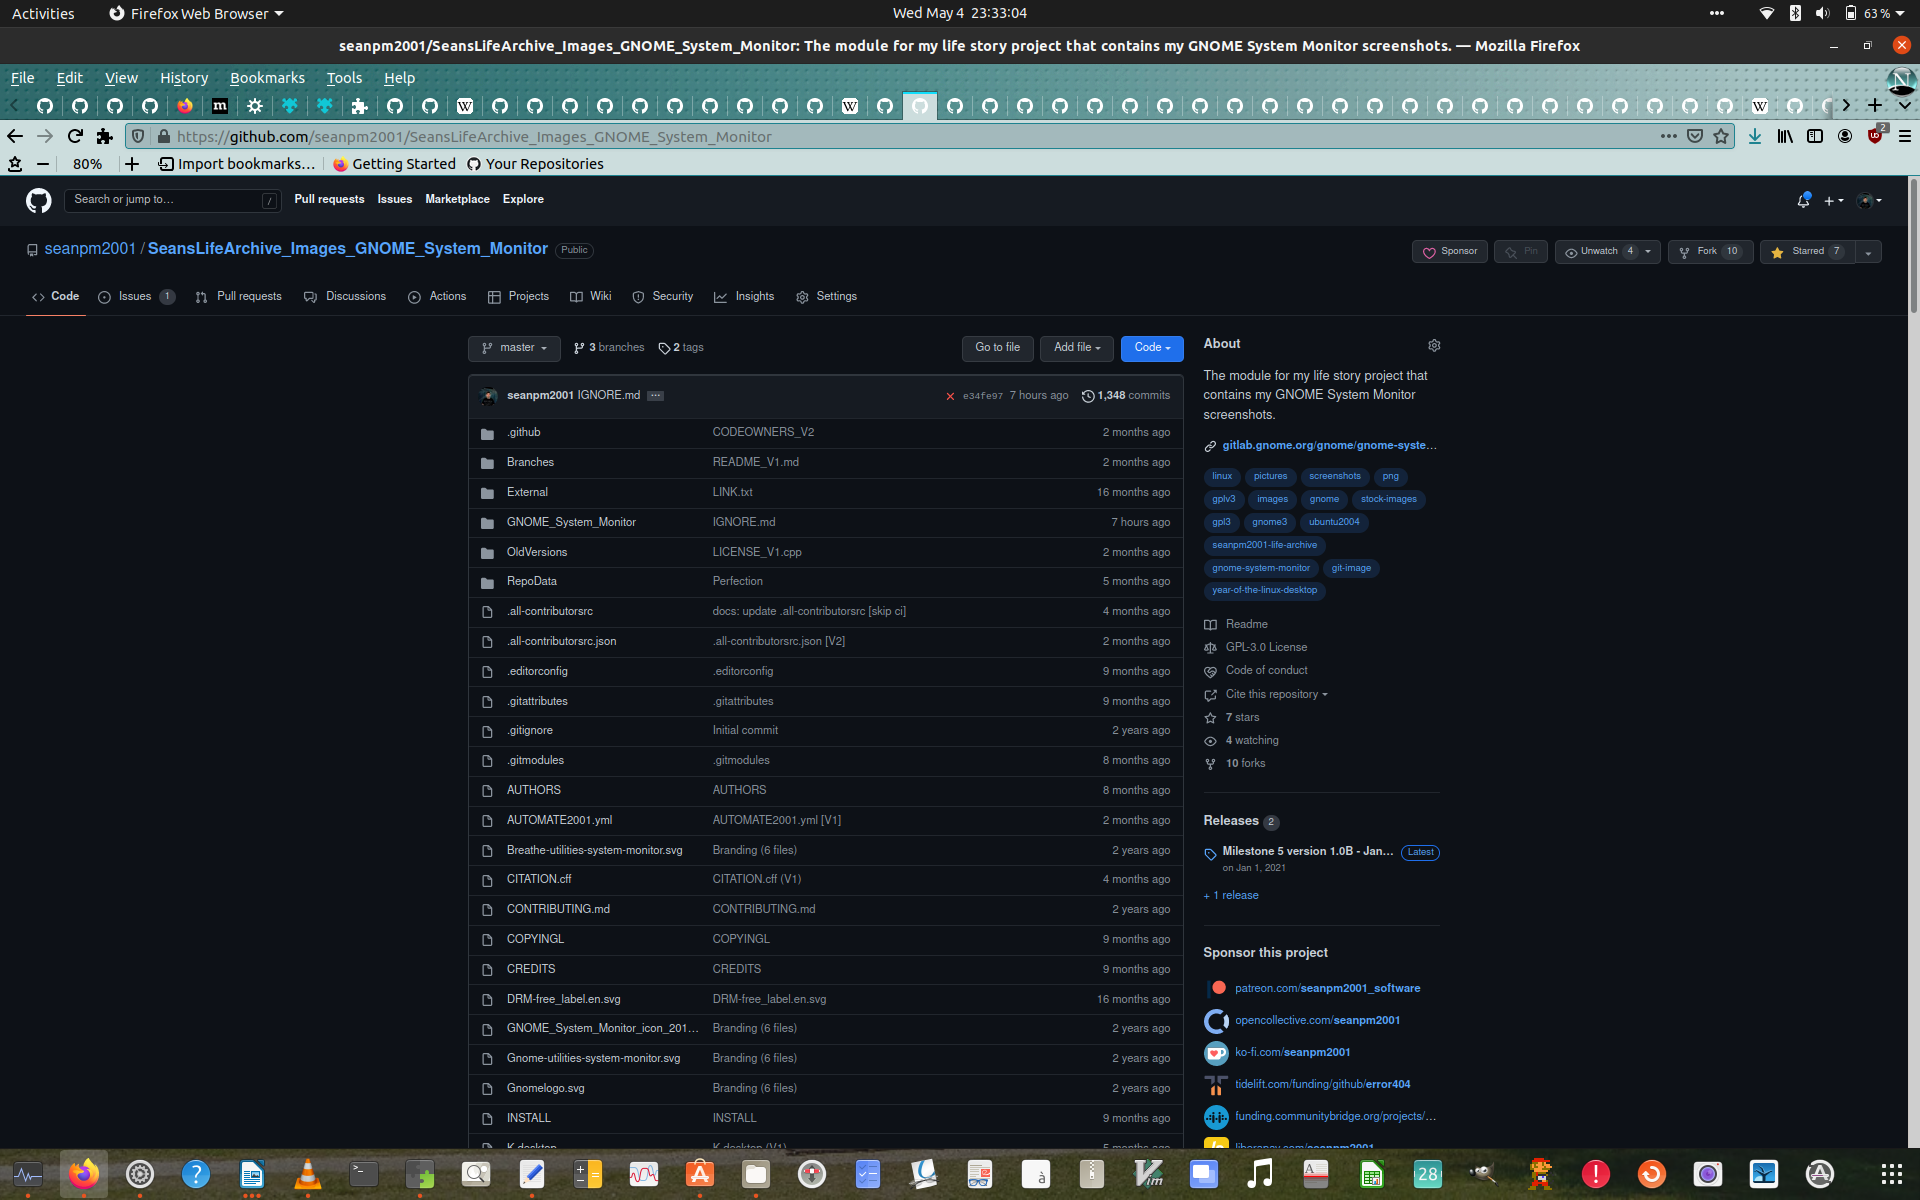 Activities Firefox Web Browser Wed May 4 23:33:04 63 %
seanpm2001/SeansLifeArchive_Images_GNOME_System_Monitor: The module for my life story project that contains my GNOME System Monitor screenshots. — Mozilla Firefox
File Edit View History Bookmarks Tools Help
https://github.com/seanpm2001/SeansLifeArchive_Images_GNOME_System_Monitor 2
80% Import bookmarks… Getting Started Your Repositories
Search or jump to… / Pull requests Issues Marketplace Explore
seanpm2001 / SeansLifeArchive_Images_GNOME_System_Monitor Public
Sponsor Pin Unwatch 4 Fork 10 Starred 7
Code Issues 1 Pull requests Discussions Actions Projects Wiki Security Insights Settings
master 3 branches 2 tags Go to file Add file Code
seanpm2001 IGNORE.md … e34fe97 7 hours ago 1,348 commits
.github CODEOWNERS_V2 2 months ago
Branches README_V1.md 2 months ago
External LINK.txt 16 months ago
GNOME_System_Monitor IGNORE.md 7 hours ago
OldVersions LICENSE_V1.cpp 2 months ago
RepoData Perfection 5 months ago
.all-contributorsrc docs: update .all-contributorsrc [skip ci] 4 months ago
.all-contributorsrc.json .all-contributorsrc.json [V2] 2 months ago
.editorconfig .editorconfig 9 months ago
.gitattributes .gitattributes 9 months ago
.gitignore Initial commit 2 years ago
.gitmodules .gitmodules 8 months ago
AUTHORS AUTHORS 8 months ago
AUTOMATE2001.yml AUTOMATE2001.yml [V1] 2 months ago
Breathe-utilities-system-monitor.svg Branding (6 files) 2 years ago
CITATION.cff CITATION.cff (V1) 4 months ago
CONTRIBUTING.md CONTRIBUTING.md 2 years ago
COPYINGL COPYINGL 9 months ago
CREDITS CREDITS 9 months ago
DRM-free_label.en.svg DRM-free_label.en.svg 16 months ago
GNOME_System_Monitor_icon_201… Branding (6 files) 2 years ago
Gnome-utilities-system-monitor.svg Branding (6 files) 2 years ago
Gnomelogo.svg Branding (6 files) 2 years ago
INSTALL INSTALL 9 months ago
K.desktop K.desktop (V1) 5 months ago
About
The module for my life story project that
contains my GNOME System Monitor
screenshots.
gitlab.gnome.org/gnome/gnome-syste…
linux pictures screenshots png
gplv3 images gnome stock-images
gpl3 gnome3 ubuntu2004
seanpm2001-life-archive
gnome-system-monitor git-image
year-of-the-linux-desktop
Readme
GPL-3.0 License
Code of conduct
Cite this repository
7 stars
4 watching
10 forks
Releases 2
Milestone 5 version 1.0B - Jan… Latest
on Jan 1, 2021
+ 1 release
Sponsor this project
patreon.com/seanpm2001_software
opencollective.com/seanpm2001
ko-fi.com/seanpm2001
tidelift.com/funding/github/error404
funding.communitybridge.org/projects/…
liberapay.com/seanpm2001
28